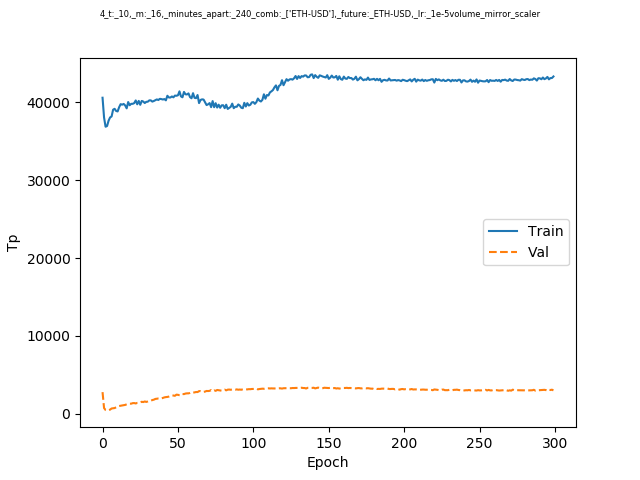 4_t:_10,_m:_16,_minutes_apart:_240_comb:_['ETH-USD'],_future:_ETH-USD,_lr:_1e-5volume_mirror_scaler
40000
30000
20000
10000
0
Tp
Train
Val
0 50 100 150 200 250 300
Epoch